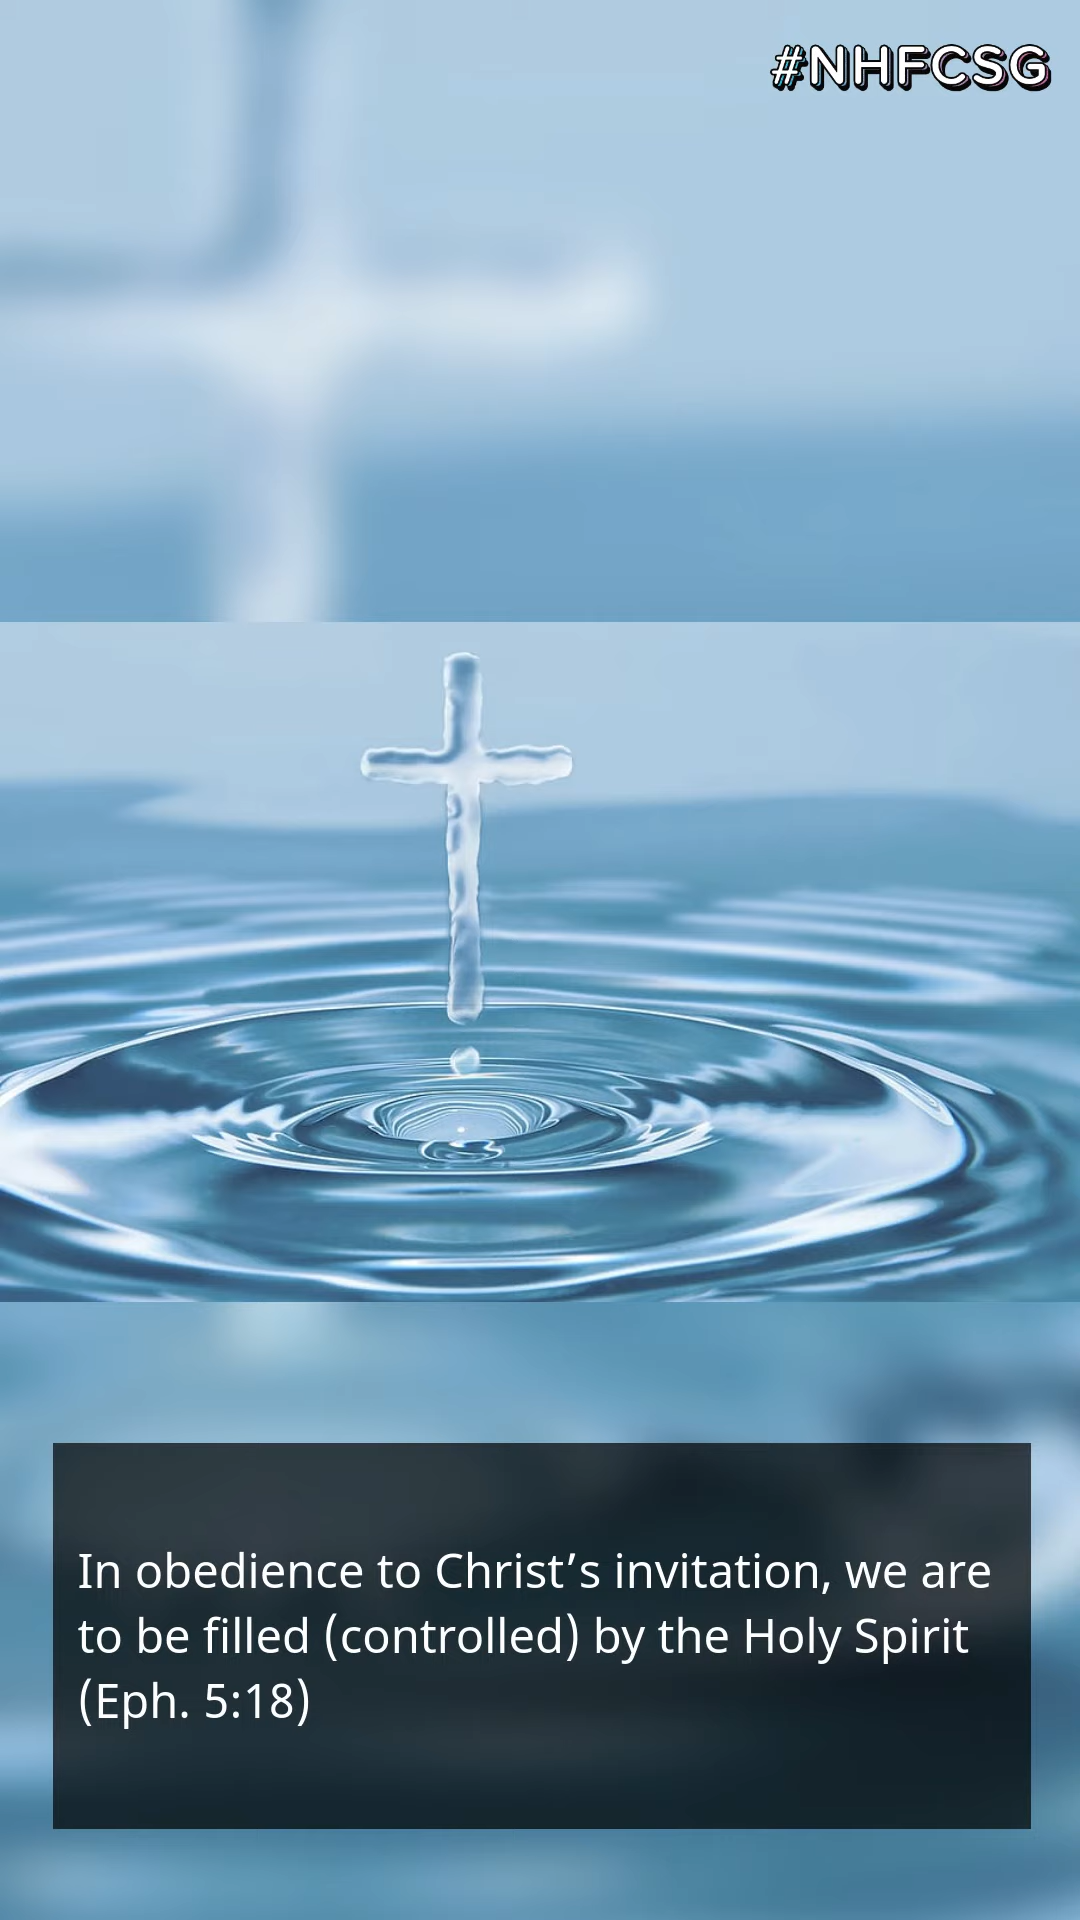 #NHFCSG
In obedience to Christ’s invitation, we are
to be filled (controlled) by the Holy Spirit
(Eph. 5:18)